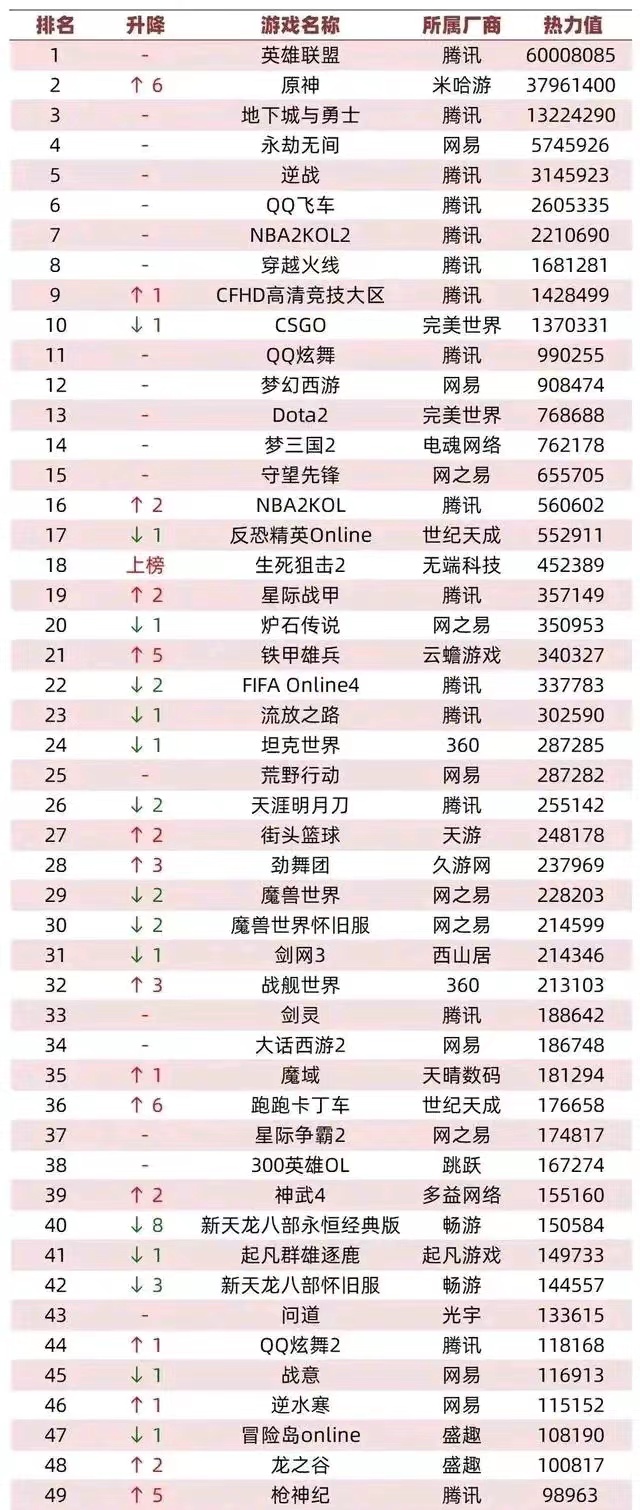 排名 升降 游戏名称 所属厂商 热力值
1 - 英雄联盟 腾讯 60008085
2 ↑ 6 原神 米哈游 37961400
3 - 地下城与勇士 腾讯 13224290
4 - 永劫无间 网易 5745926
5 - 逆战 腾讯 3145923
6 - QQ飞车 腾讯 2605335
7 - NBA2KOL2 腾讯 2210690
8 - 穿越火线 腾讯 1681281
9 ↑ 1 CFHD高清竞技大区 腾讯 1428499
10 ↓ 1 CSGO 完美世界 1370331
11 - QQ炫舞 腾讯 990255
12 - 梦幻西游 网易 908474
13 - Dota2 完美世界 768688
14 - 梦三国2 电魂网络 762178
15 - 守望先锋 网之易 655705
16 ↑ 2 NBA2KOL 腾讯 560602
17 ↓ 1 反恐精英Online 世纪天成 552911
18 上榜 生死狙击2 无端科技 452389
19 ↑ 2 星际战甲 腾讯 357149
20 ↓ 1 炉石传说 网之易 350953
21 ↑ 5 铁甲雄兵 云蟾游戏 340327
22 ↓ 2 FIFA Online4 腾讯 337783
23 ↓ 1 流放之路 腾讯 302590
24 ↓ 1 坦克世界 360 287285
25 - 荒野行动 网易 287282
26 ↓ 2 天涯明月刀 腾讯 255142
27 ↑ 2 街头篮球 天游 248178
28 ↑ 3 劲舞团 久游网 237969
29 ↓ 2 魔兽世界 网之易 228203
30 ↓ 2 魔兽世界怀旧服 网之易 214599
31 ↓ 1 剑网3 西山居 214346
32 ↑ 3 战舰世界 360 213103
33 - 剑灵 腾讯 188642
34 - 大话西游2 网易 186748
35 ↑ 1 魔域 天晴数码 181294
36 ↑ 6 跑跑卡丁车 世纪天成 176658
37 - 星际争霸2 网之易 174817
38 - 300英雄OL 跳跃 167274
39 ↑ 2 神武4 多益网络 155160
40 ↓ 8 新天龙八部永恒经典版 畅游 150584
41 ↓ 1 起凡群雄逐鹿 起凡游戏 149733
42 ↓ 3 新天龙八部怀旧服 畅游 144557
43 - 问道 光宇 133615
44 ↑ 1 QQ炫舞2 腾讯 118168
45 ↓ 1 战意 网易 116913
46 ↑ 1 逆水寒 网易 115152
47 ↓ 1 冒险岛online 盛趣 108190
48 ↑ 2 龙之谷 盛趣 100817
49 ↑ 5 枪神纪 腾讯 98963